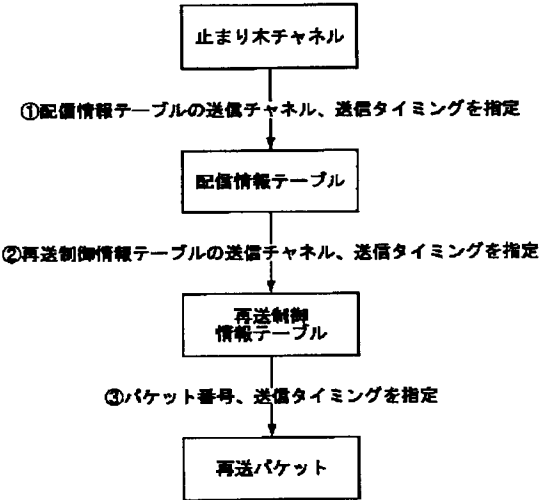 止まり木チャネル
①配信情報テーブルの送信チャネル、送信タイミングを指定
配信情報テーブル
②再送制御情報テーブルの送信チャネル、送信タイミングを指定
再送制御
情報テーブル
③パケット番号、送信タイミングを指定
再送パケット